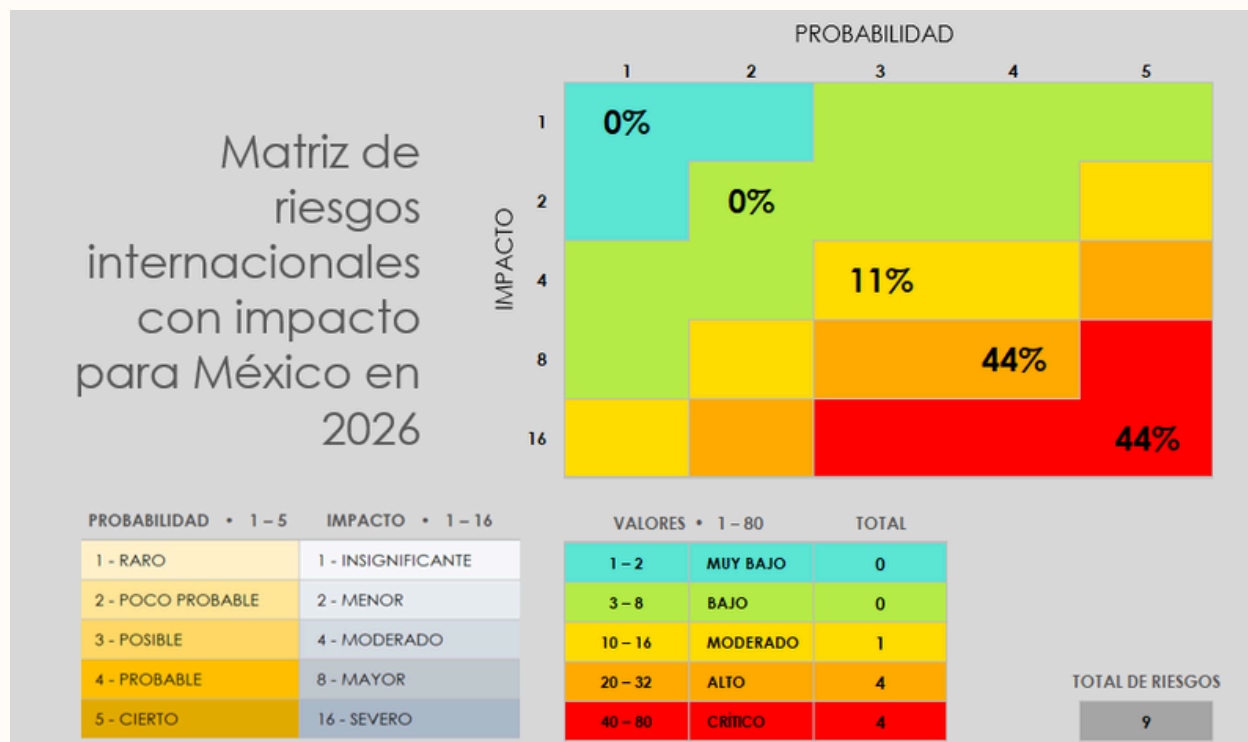 PROBABILIDAD
1 2 3 4 5
Matriz de
riesgos
internacionales
con impacto
para México en
2026
IMPACTO
1 0%
2 0%
4 11%
8 44%
16 44%
PROBABILIDAD • 1 – 5 IMPACTO • 1 – 16
1 - RARO 1 - INSIGNIFICANTE
2 - POCO PROBABLE 2 - MENOR
3 - POSIBLE 4 - MODERADO
4 - PROBABLE 8 - MAYOR
5 - CIERTO 16 - SEVERO
VALORES • 1 – 80 TOTAL
1 – 2 MUY BAJO 0
3 – 8 BAJO 0
10 – 16 MODERADO 1
20 – 32 ALTO 4
40 – 80 CRÍTICO 4
TOTAL DE RIESGOS
9